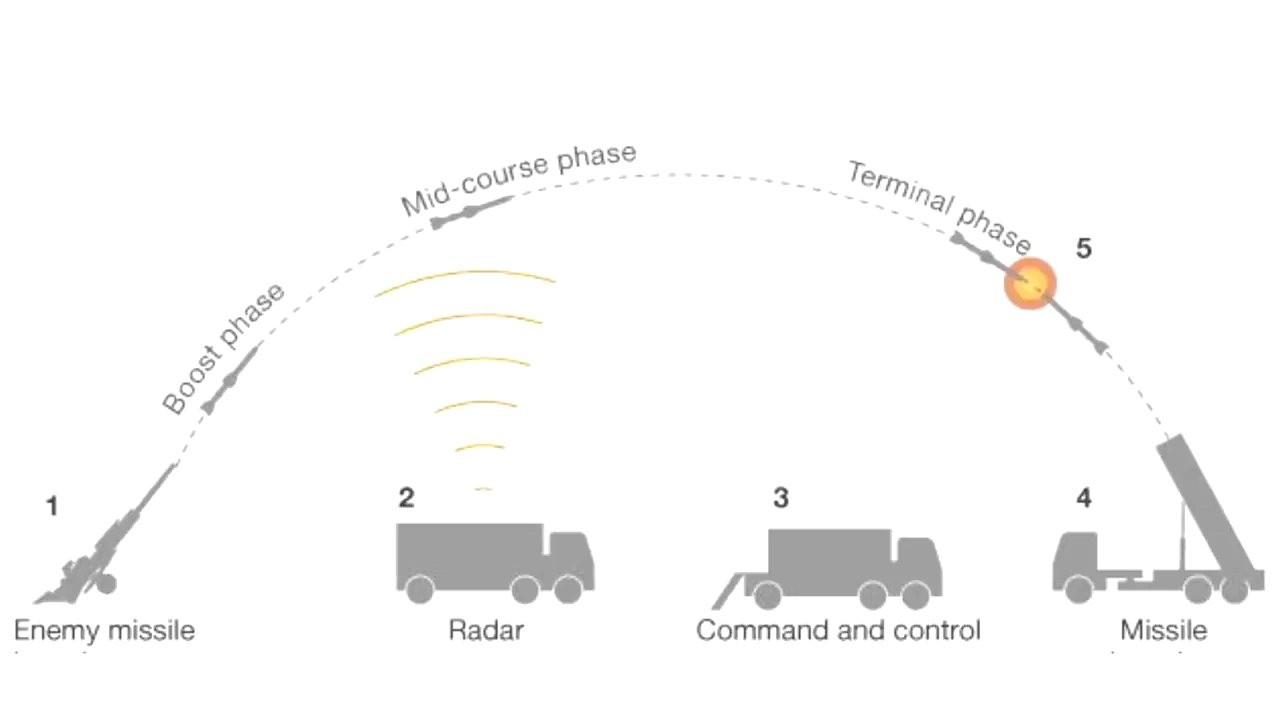 Mid-course phase
Terminal phase
5
Boost phase
1
2
3
4
Enemy missile
Radar
Command and control
Missile